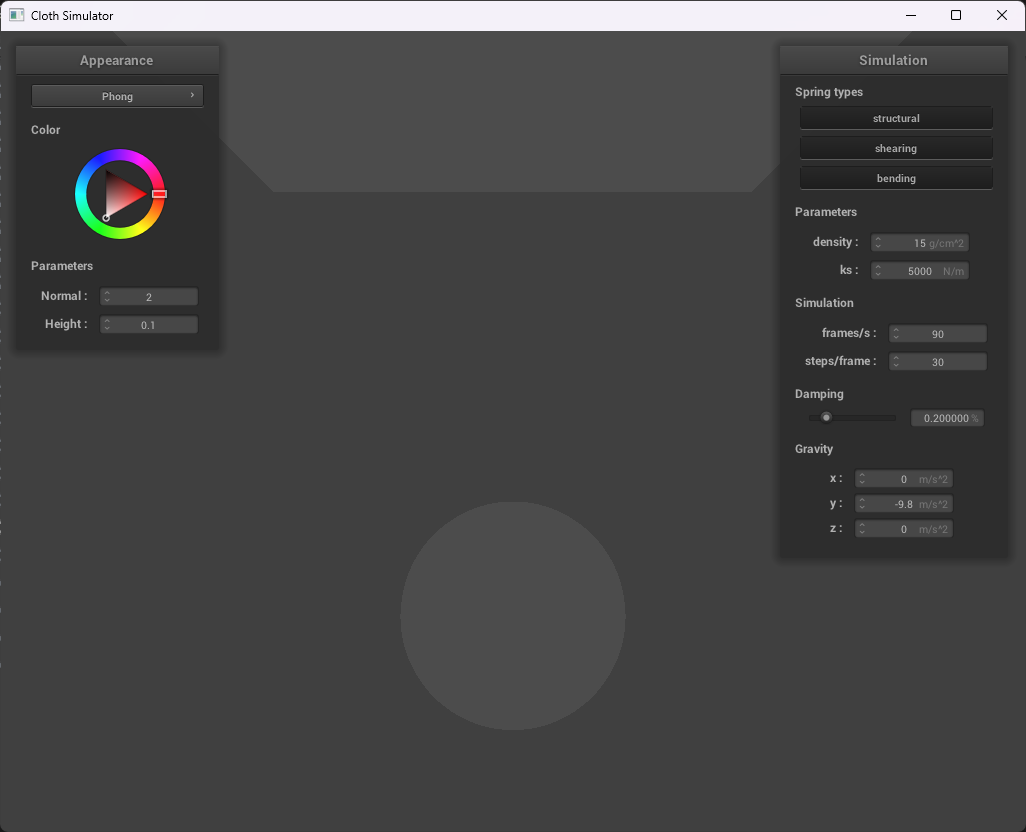 Cloth Simulator
Appearance
Phong
Color
Parameters
Normal : 2
Height : 0.1
Simulation
Spring types
structural
shearing
bending
Parameters
density : 15 g/cm^2
ks : 5000 N/m
Simulation
frames/s : 90
steps/frame : 30
Damping
0.200000 %
Gravity
x : 0 m/s^2
y : -9.8 m/s^2
z : 0 m/s^2